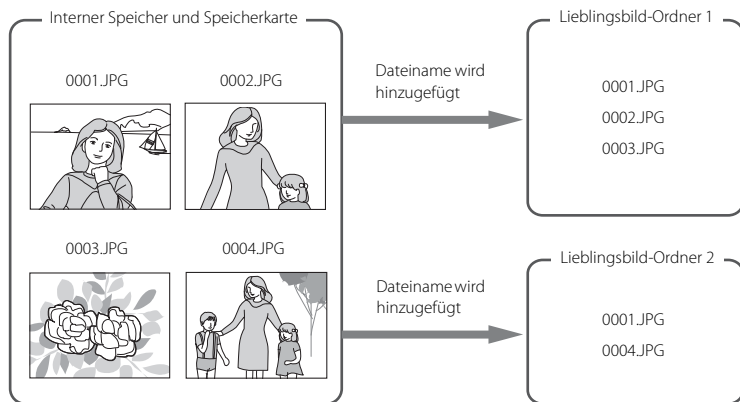 Interner Speicher und Speicherkarte
0001.JPG
0002.JPG
0003.JPG
0004.JPG
Dateiname wird
hinzugefügt
Lieblingsbild-Ordner 1
0001.JPG
0002.JPG
0003.JPG
Dateiname wird
hinzugefügt
Lieblingsbild-Ordner 2
0001.JPG
0004.JPG